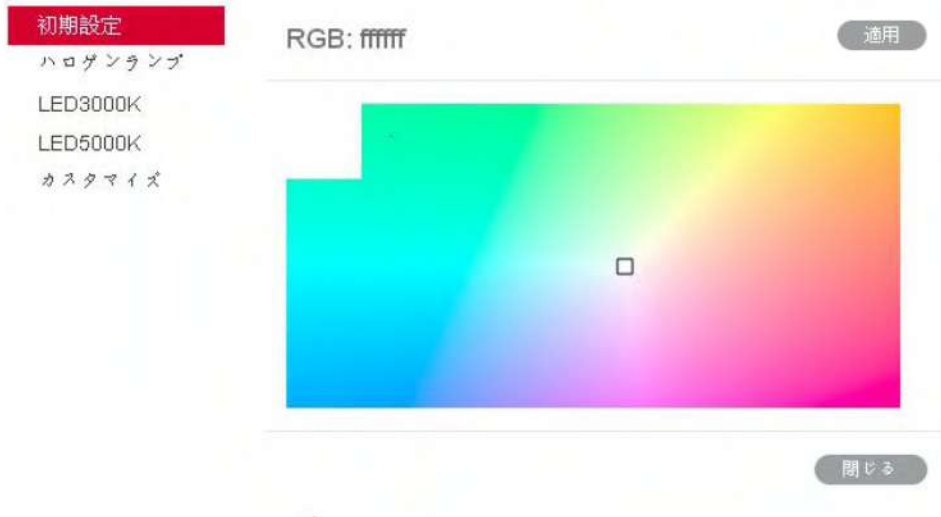 初期設定
RGB: ffffff
適用
ハロゲンランプ
LED3000K
LED5000K
カスタマイズ
閉じる